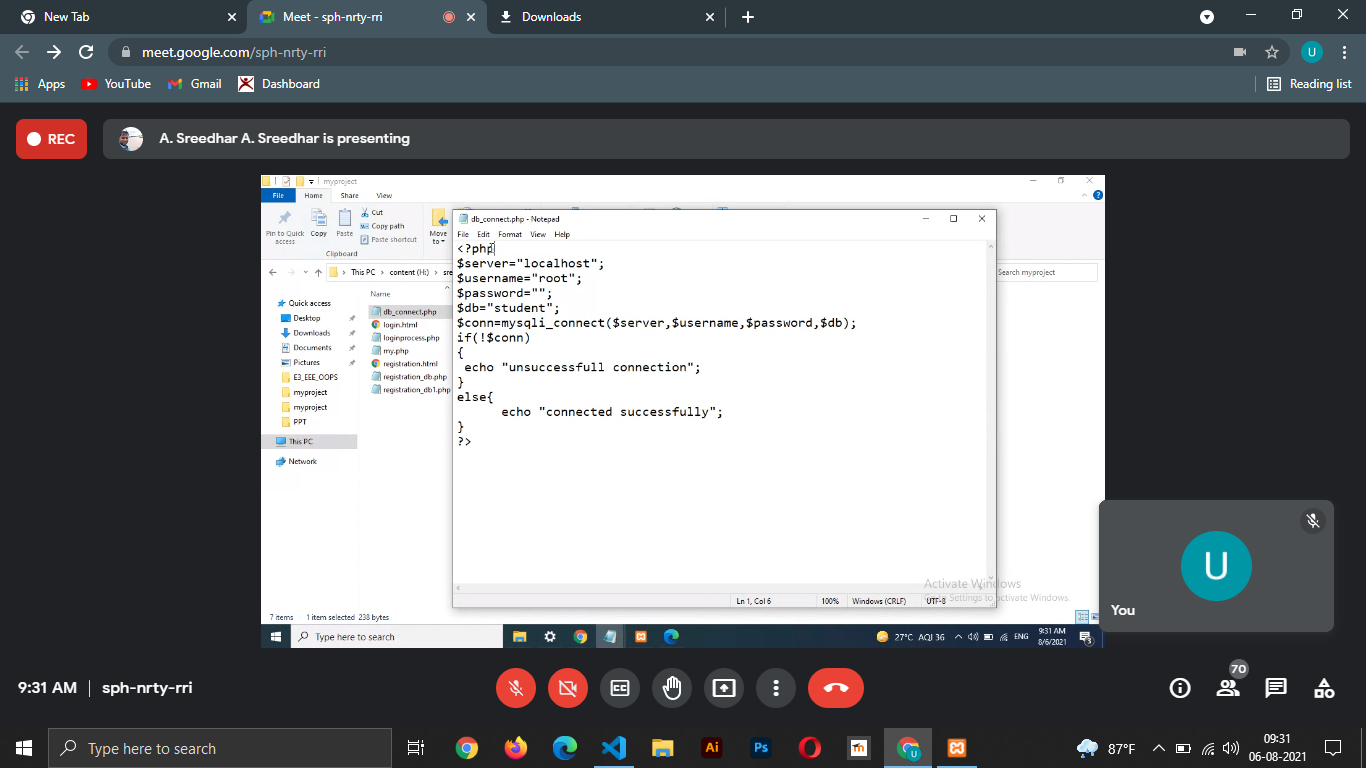 New Tab
Meet - sph-nrty-rri
Downloads
meet.google.com/sph-nrty-rri
U
Apps
YouTube
Gmail
Dashboard
Reading list
REC
A. Sreedhar A. Sreedhar is presenting
myproject
File
Home
Share
View
Pin to Quick access
Copy
Paste
Cut
Copy path
Paste shortcut
Move to
Clipboard
This PC
content (H:)
Search myproject
Name
Quick access
Desktop
Downloads
Documents
Pictures
E3_EEE_OOPS
myproject
myproject
PPT
This PC
Network
db_connect.php
login.html
loginprocess.php
my.php
registration.html
registration_db.php
registration_db1.php
db_connect.php - Notepad
File Edit Format View Help
<?php
$server="localhost";
$username="root";
$password="";
$db="student";
$conn=mysqli_connect($server,$username,$password,$db);
if(!$conn)
{
echo "unsuccessfull connection";
}
else{
echo "connected successfully";
}
?>
Activate Windows
Settings to activate Windows.
Ln 1, Col 6
100%
Windows (CRLF)
UTF-8
7 items
1 item selected 238 bytes
Type here to search
27°C AQI 36
ENG
9:31 AM
8/6/2021
3
U
You
9:31 AM | sph-nrty-rri
70
Type here to search
Ai
Ps
m
U
87°F
09:31
06-08-2021